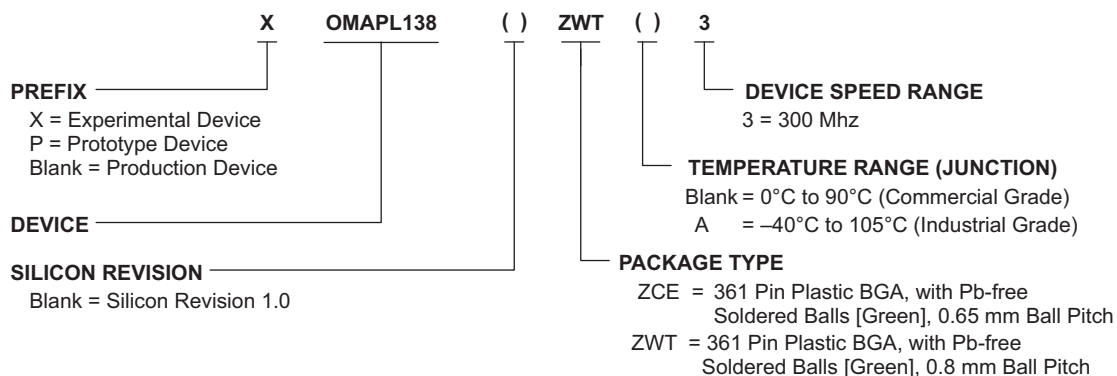 X OMAPL138 ( ) ZWT ( ) 3
PREFIX
X = Experimental Device
P = Prototype Device
Blank = Production Device
DEVICE
SILICON REVISION
Blank = Silicon Revision 1.0
DEVICE SPEED RANGE
3 = 300 Mhz
TEMPERATURE RANGE (JUNCTION)
Blank = 0°C to 90°C (Commercial Grade)
A = –40°C to 105°C (Industrial Grade)
PACKAGE TYPE
ZCE = 361 Pin Plastic BGA, with Pb-free
Soldered Balls [Green], 0.65 mm Ball Pitch
ZWT = 361 Pin Plastic BGA, with Pb-free
Soldered Balls [Green], 0.8 mm Ball Pitch